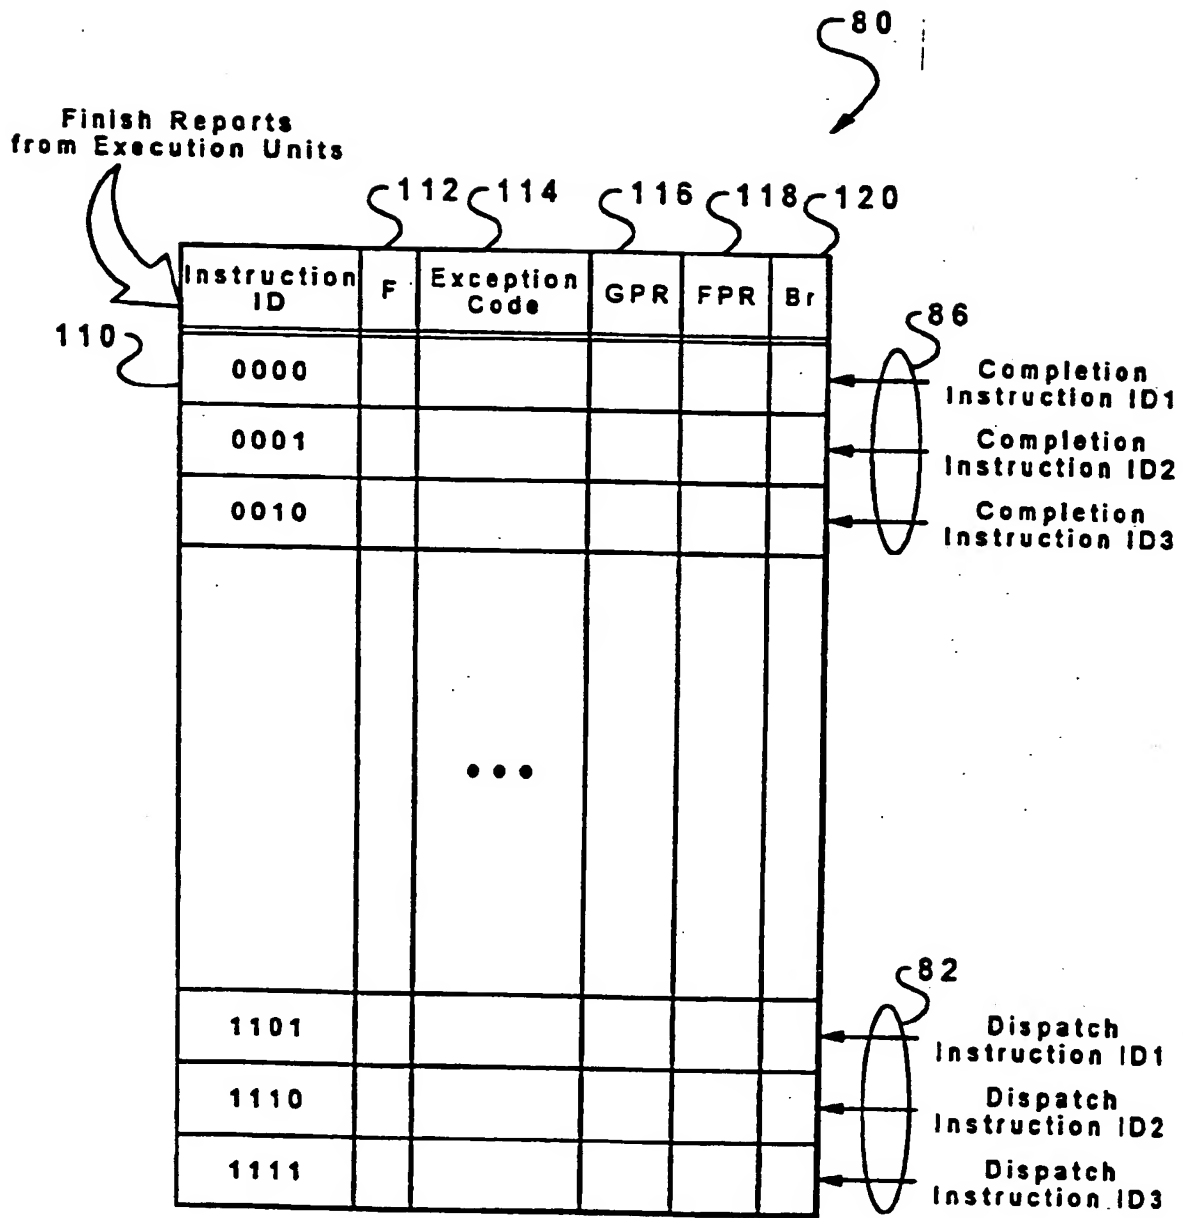 80
Finish Reports
from Execution Units
112 114 116 118 120
Instruction ID F Exception Code GPR FPR Br
110
86
0000
Completion
Instruction ID1
0001
Completion
Instruction ID2
0010
Completion
Instruction ID3
82
1101
Dispatch
Instruction ID1
1110
Dispatch
Instruction ID2
1111
Dispatch
Instruction ID3